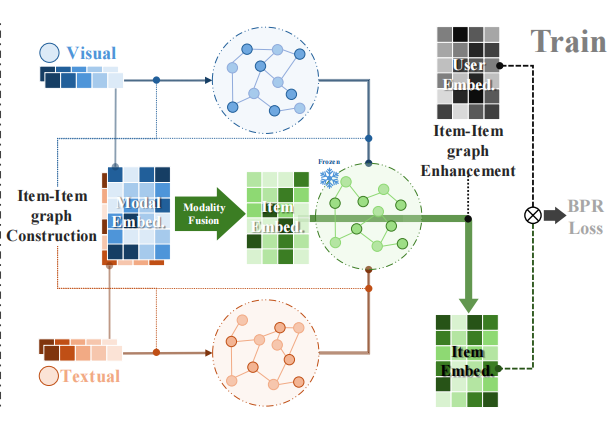 Visual
Train
User
Embed.
Item-Item
graph
Enhancement
Frozen
Item-Item
graph
Construction
Modal
Embed.
Modality
Fusion
Item
Embed.
BPR
Loss
Item
Embed.
Textual